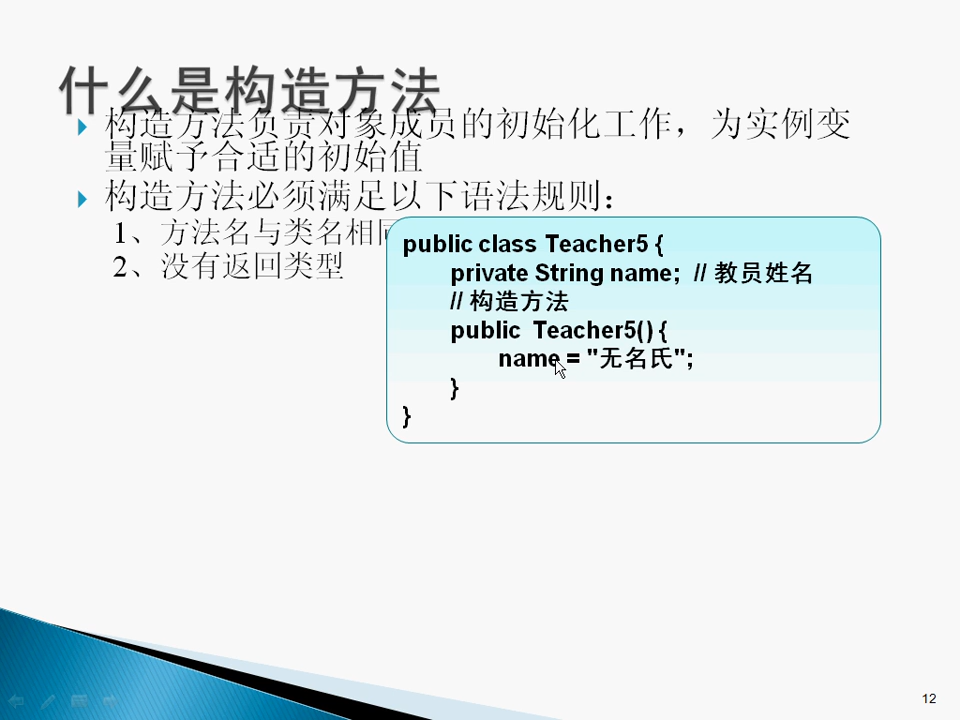 什么是构造方法
构造方法负责对象成员的初始化工作，为实例变
量赋予合适的初始值
构造方法必须满足以下语法规则：
1、方法名与类名相同
2、没有返回类型
public class Teacher5 {
private String name; // 教员姓名
// 构造方法
public Teacher5() {
name = "无名氏";
}
}
12